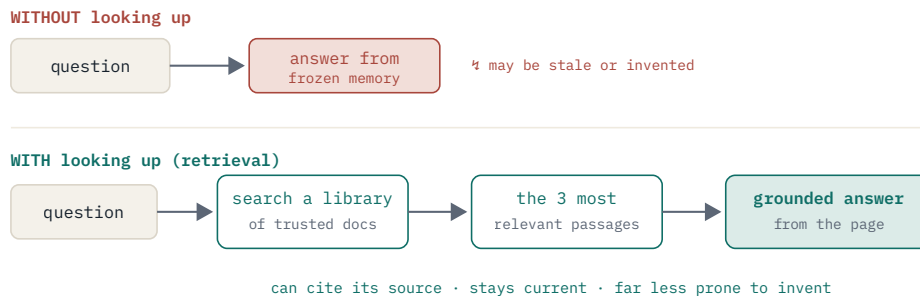 WITHOUT looking up
question
answer from
frozen memory
↯ may be stale or invented
WITH looking up (retrieval)
question
search a library
of trusted docs
the 3 most
relevant passages
grounded answer
from the page
can cite its source · stays current · far less prone to invent